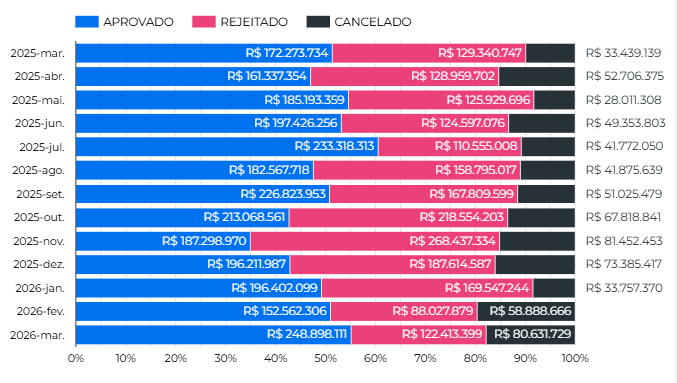 APROVADO REJEITADO CANCELADO
2025-mar. R$ 172.273.734 R$ 129.340.747 R$ 33.439.139
2025-abr. R$ 161.337.354 R$ 128.959.702 R$ 52.706.375
2025-mai. R$ 185.193.359 R$ 125.929.696 R$ 28.011.308
2025-jun. R$ 197.426.256 R$ 124.597.076 R$ 49.353.803
2025-jul. R$ 233.318.313 R$ 110.555.008 R$ 41.772.050
2025-ago. R$ 182.567.718 R$ 158.795.017 R$ 41.875.639
2025-set. R$ 226.823.953 R$ 167.809.599 R$ 51.025.479
2025-out. R$ 213.068.561 R$ 218.554.203 R$ 67.818.841
2025-nov. R$ 187.298.970 R$ 268.437.334 R$ 81.452.453
2025-dez. R$ 196.211.987 R$ 187.614.587 R$ 73.385.417
2026-jan. R$ 196.402.099 R$ 169.547.244 R$ 33.757.370
2026-fev. R$ 152.562.306 R$ 88.027.879 R$ 58.888.666
2026-mar. R$ 248.898.111 R$ 122.413.399 R$ 80.631.729
0% 10% 20% 30% 40% 50% 60% 70% 80% 90% 100%